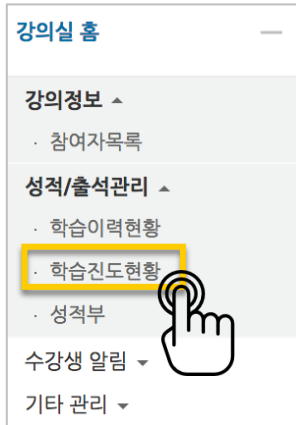 강의실 홈
강의정보 ▲
· 참여자목록
성적/출석관리 ▲
· 학습이력현황
· 학습진도현황
· 성적부
수강생 알림 ▼
기타 관리 ▼